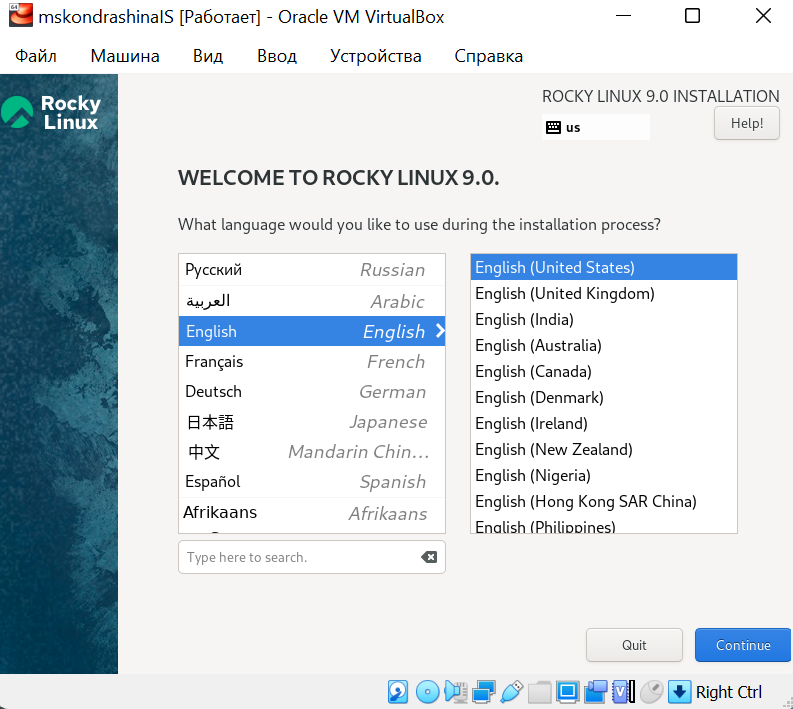 mskondrashinaIS [Работает] - Oracle VM VirtualBox
Файл Машина Вид Ввод Устройства Справка
Rocky
Linux
ROCKY LINUX 9.0 INSTALLATION
us
Help!
WELCOME TO ROCKY LINUX 9.0.
What language would you like to use during the installation process?
Русский Russian
العربية Arabic
English English
Français French
Deutsch German
日本語 Japanese
中文 Mandarin Chin...
Español Spanish
Afrikaans Afrikaans
Type here to search.
English (United States)
English (United Kingdom)
English (India)
English (Australia)
English (Canada)
English (Denmark)
English (Ireland)
English (New Zealand)
English (Nigeria)
English (Hong Kong SAR China)
English (Philippines)
Quit
Continue
Right Ctrl